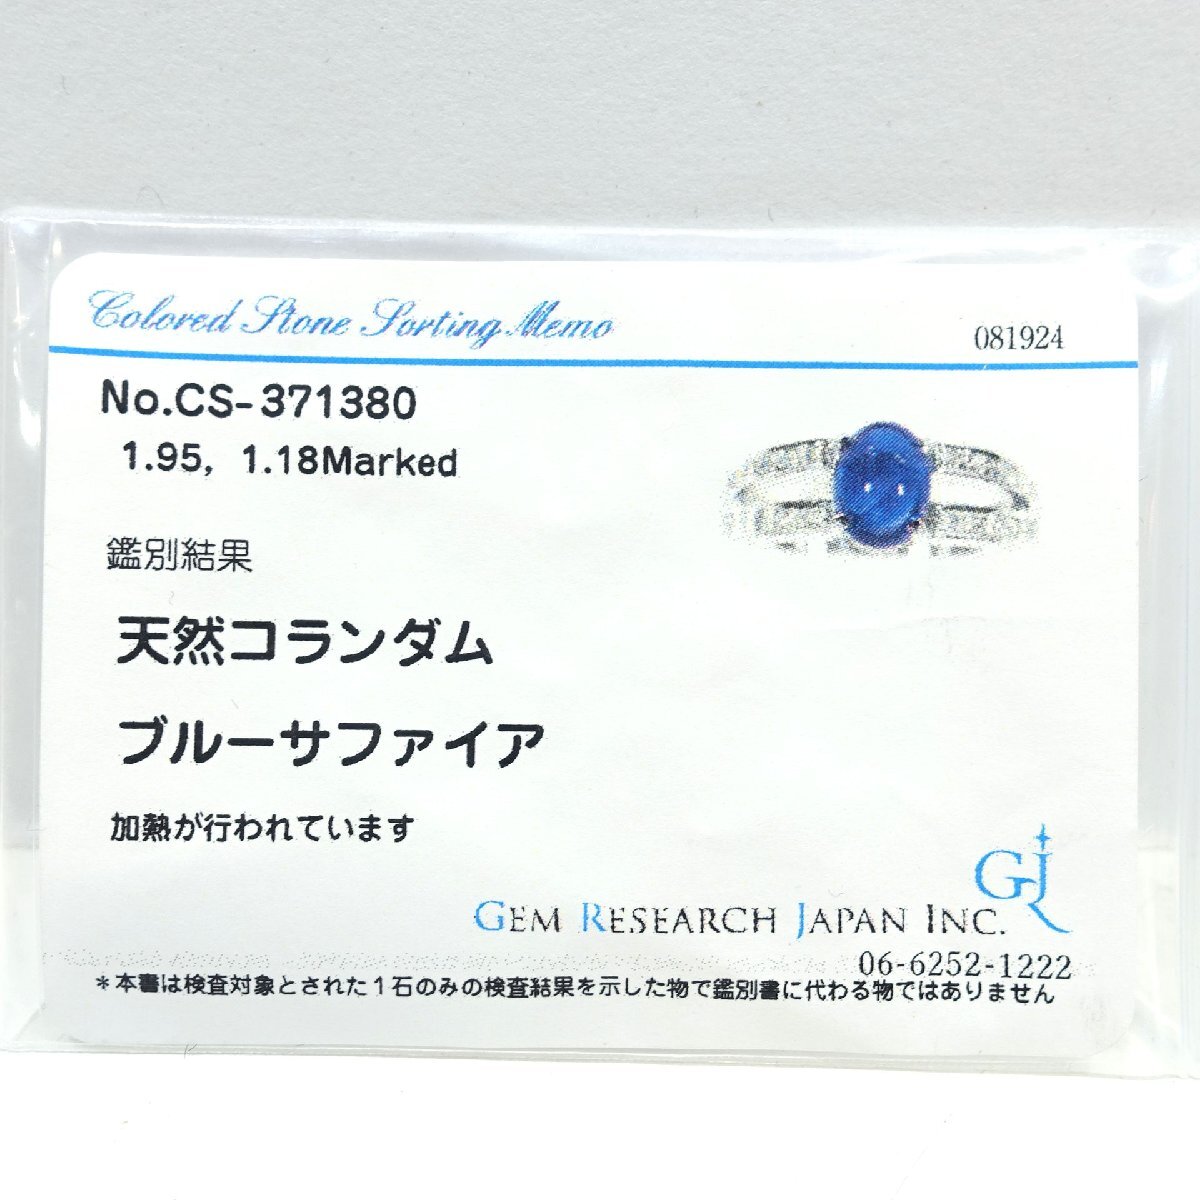 Colored Stone Sorting Memo
081924
No.CS-371380
1.95, 1.18Marked
鑑別結果
天然コランダム
ブルーサファイア
加熱が行われています
GJ
GEM RESEARCH JAPAN INC.
06-6252-1222
*本書は検査対象とされた1石のみの検査結果を示した物で鑑別書に代わる物ではありません